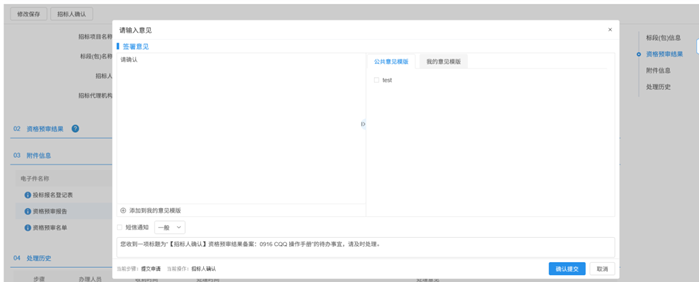 修改保存 招标人确认
请输入意见
签署意见
请确认
公共意见模版 我的意见模版
test
添加到我的意见模版
短信通知 一般
您收到一项标题为“【招标人确认】资格预审结果备案：0916 CQQ 操作手册”的待办事宜，请及时处理。
当前步骤：提交申请 当前操作：招标人确认
确认提交 取消
招标项目名称
标段(包)名称
招标人
招标代理机构
02 资格预审结果
03 附件信息
电子件名称
投标报名登记表
资格预审报告
资格预审名单
04 处理历史
步骤 办理人员
标段(包)信息
资格预审结果
附件信息
处理历史